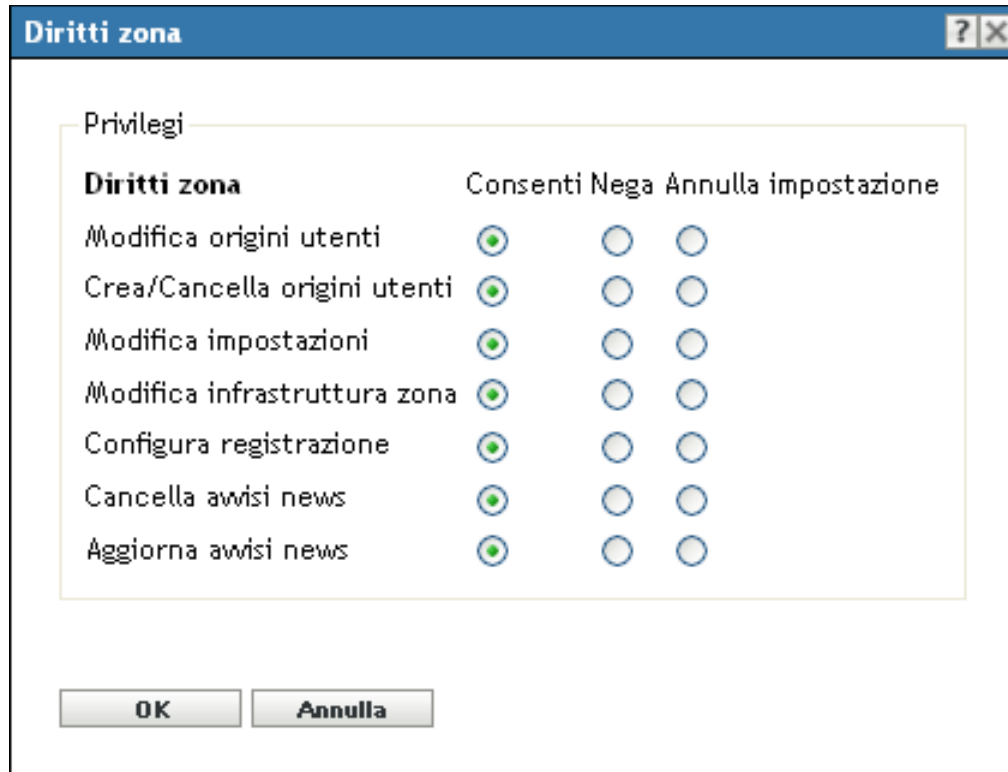 Diritti zona
?
Privilegi
Diritti zona Consenti Nega Annulla impostazione
Modifica origini utenti
Crea/Cancella origini utenti
Modifica impostazioni
Modifica infrastruttura zona
Configura registrazione
Cancella avvisi news
Aggiorna avvisi news
OK Annulla